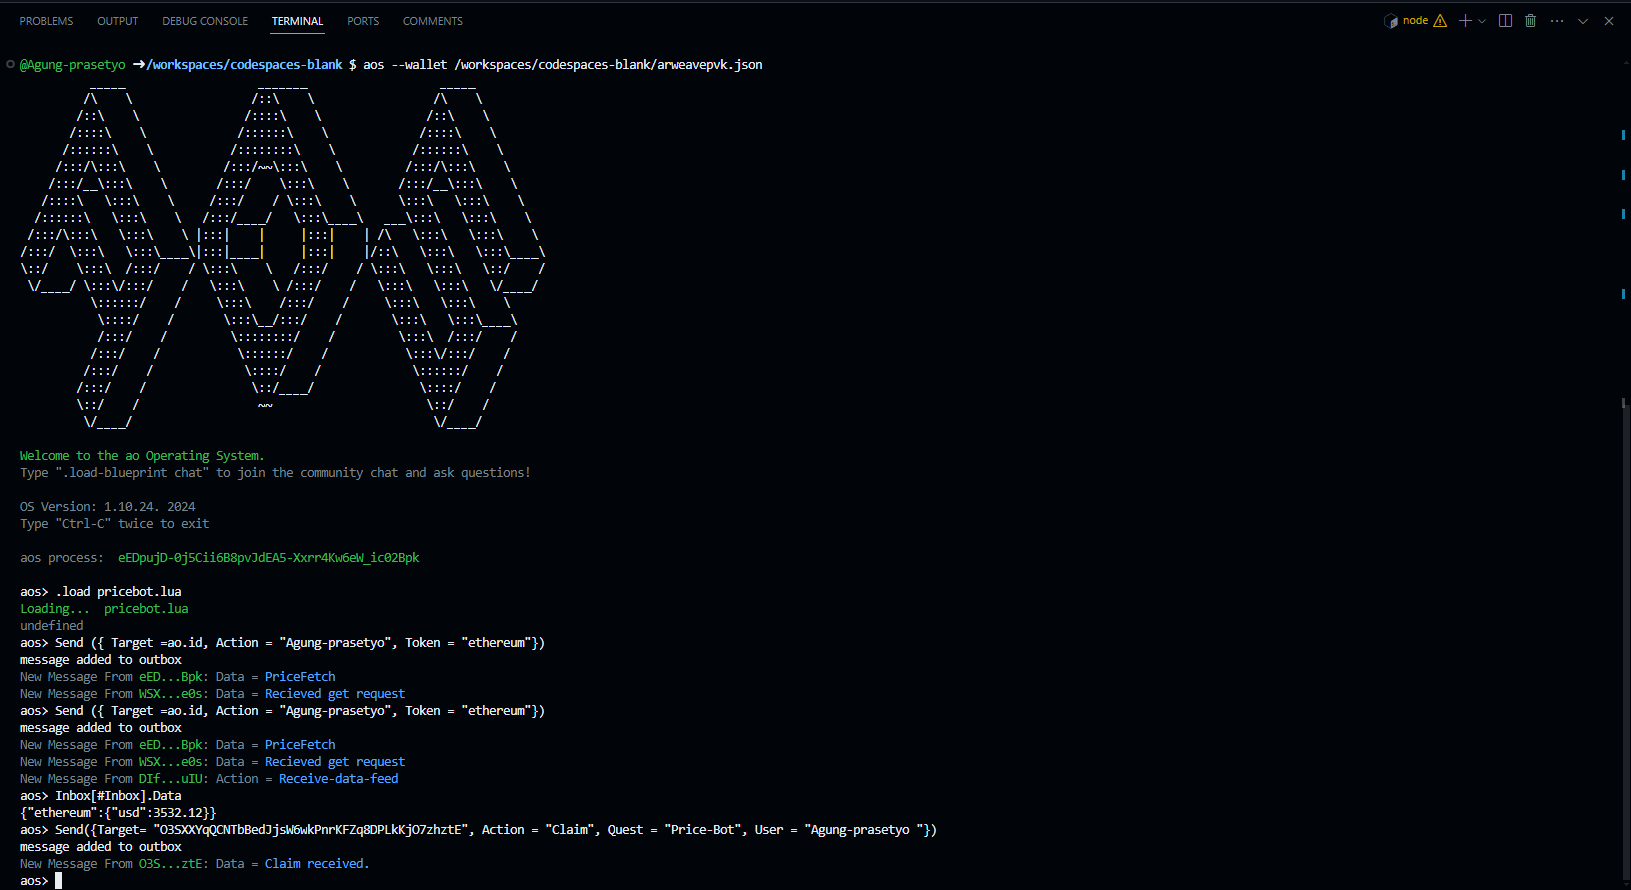 PROBLEMS OUTPUT DEBUG CONSOLE TERMINAL PORTS COMMENTS node
@Agung-prasetyo ➜/workspaces/codespaces-blank $ aos --wallet /workspaces/codespaces-blank/arweavepvk.json
Welcome to the ao Operating System.
Type ".load-blueprint chat" to join the community chat and ask questions!
OS Version: 1.10.24. 2024
Type "Ctrl-C" twice to exit
aos process: eEDpujD-0j5Cii6B8pvJdEA5-Xxrr4Kw6eW_ic02Bpk
aos> .load pricebot.lua
Loading... pricebot.lua
undefined
aos> Send ({ Target =ao.id, Action = "Agung-prasetyo", Token = "ethereum"})
message added to outbox
New Message From eED...Bpk: Data = PriceFetch
New Message From WSX...e0s: Data = Recieved get request
aos> Send ({ Target =ao.id, Action = "Agung-prasetyo", Token = "ethereum"})
message added to outbox
New Message From eED...Bpk: Data = PriceFetch
New Message From WSX...e0s: Data = Recieved get request
New Message From DIf...uIU: Action = Receive-data-feed
aos> Inbox[#Inbox].Data
{"ethereum":{"usd":3532.12}}
aos> Send({Target= "O3SXXYqQCNTbBedJjsW6wkPnrKFZq8DPLkKjO7zhztE", Action = "Claim", Quest = "Price-Bot", User = "Agung-prasetyo "})
message added to outbox
New Message From O3S...ztE: Data = Claim received.
aos>